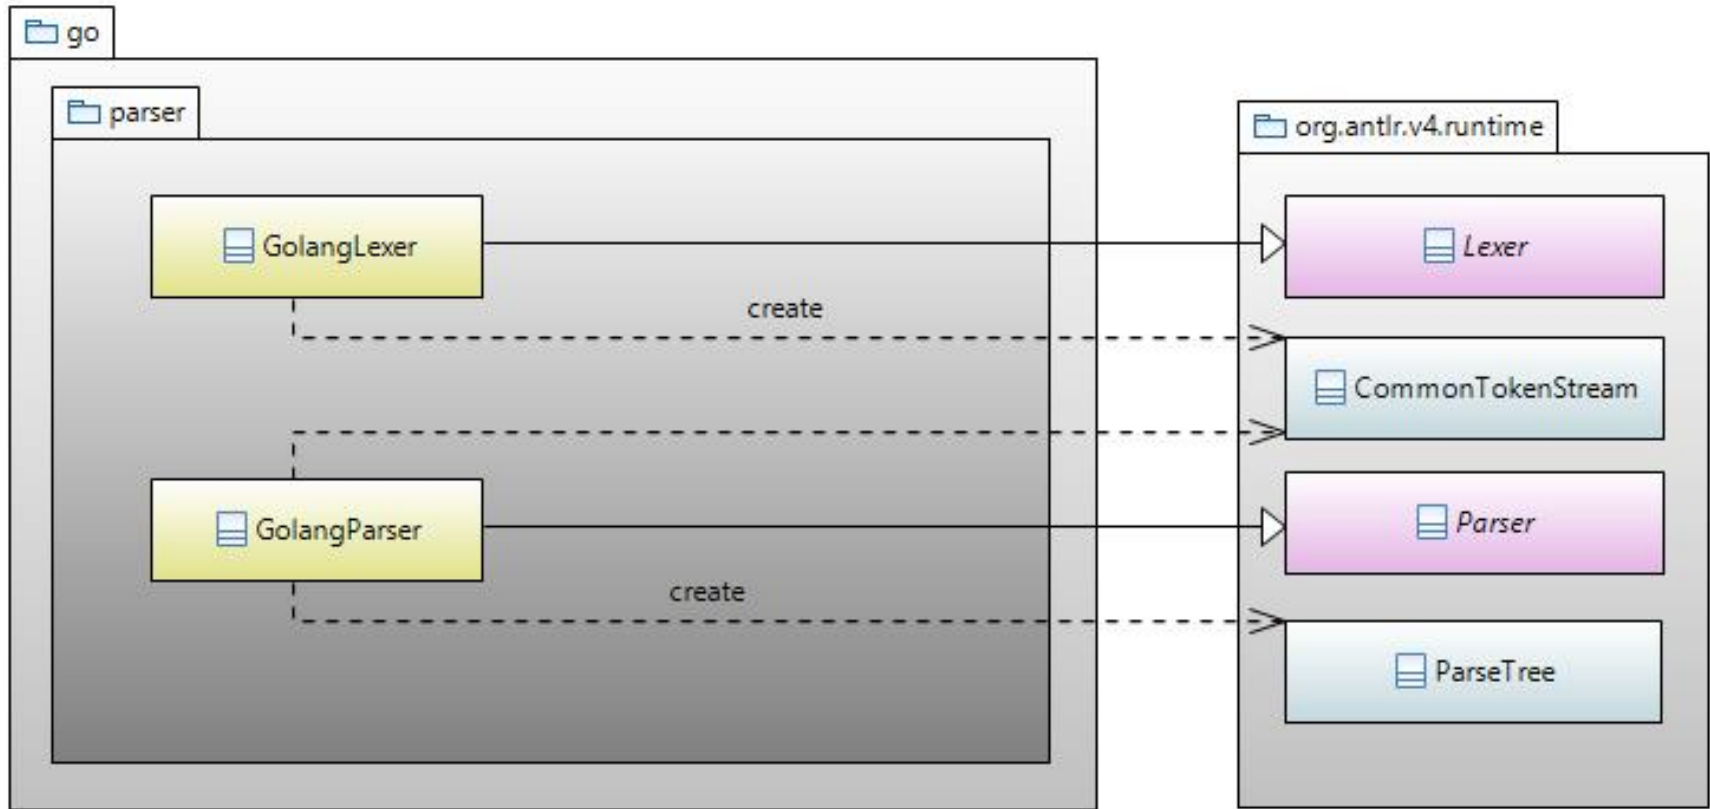 go
parser
org.antlr.v4.runtime
GolangLexer
Lexer
create
CommonTokenStream
GolangParser
Parser
create
ParseTree